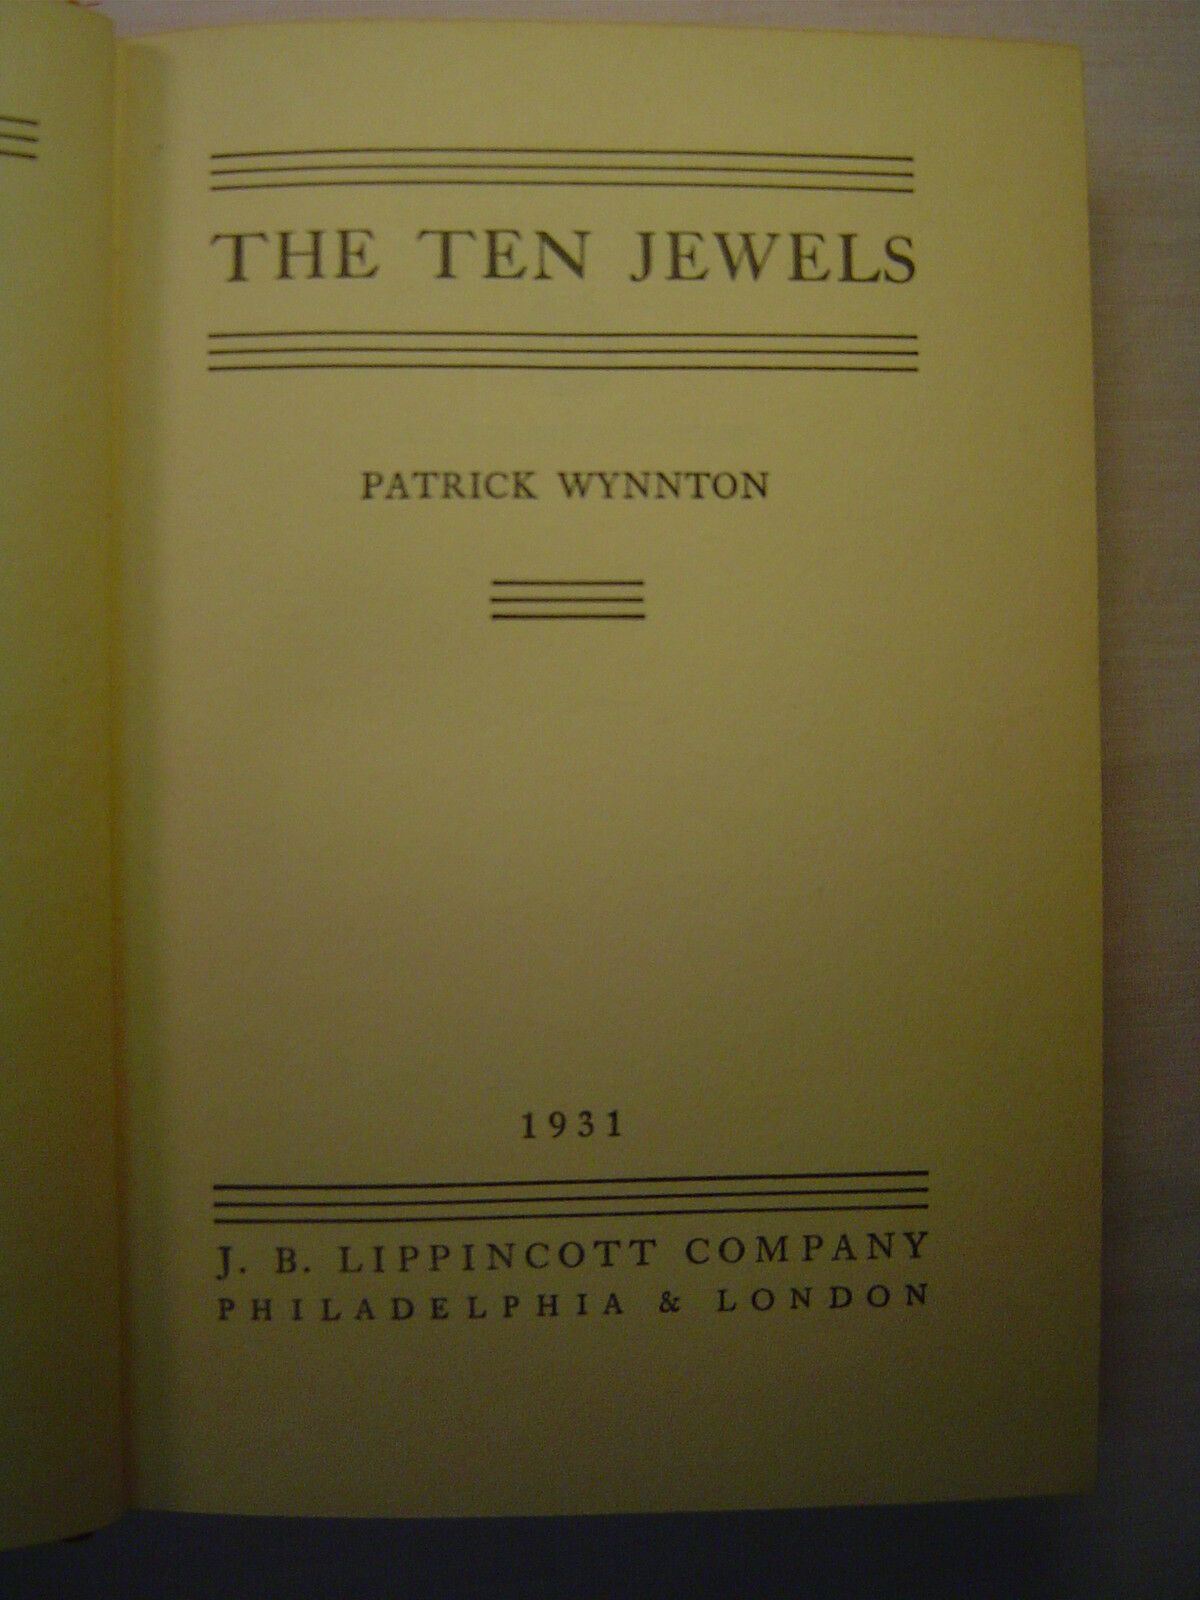 THE TEN JEWELS
PATRICK WYNNTON
1931
J. B. LIPPINCOTT COMPANY
PHILADELPHIA & LONDON